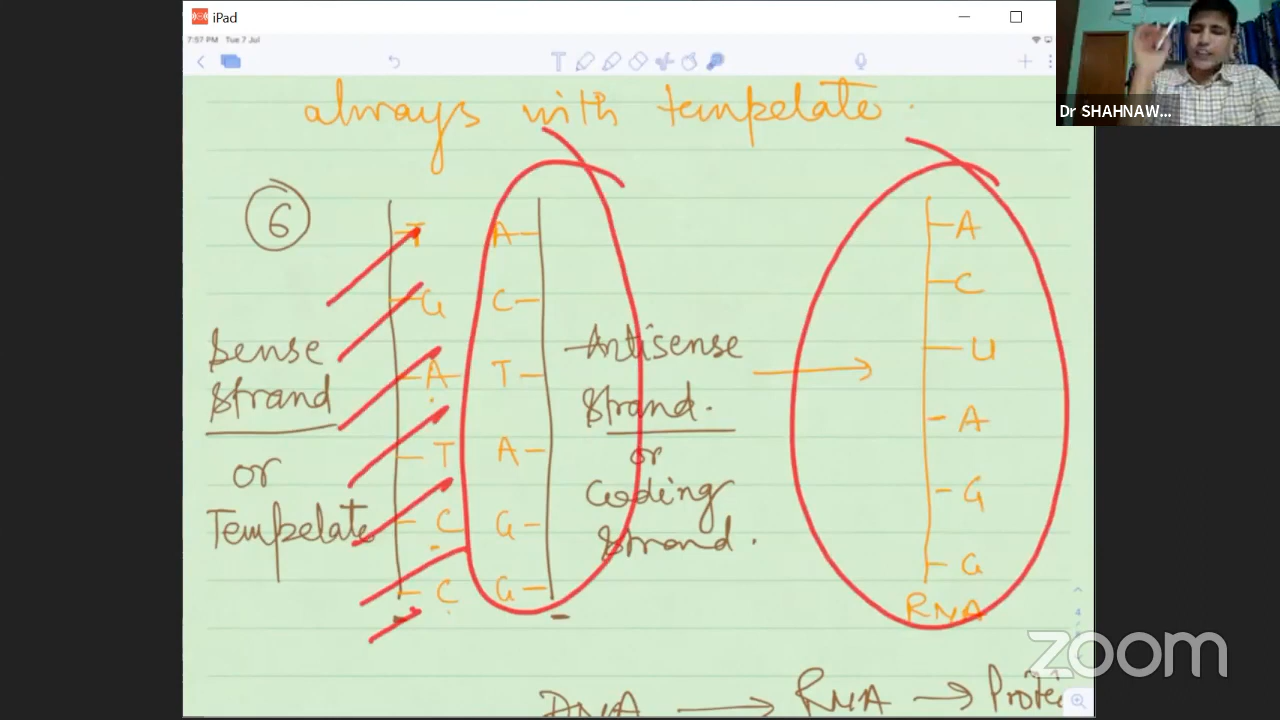 iPad
7:57 PM Tue 7 Jul
Dr SHAHNAW...
always with tempelate.
6
T A A
G C C
Sense Antisense U
A T
Strand Strand. A
or T A or
Tempelate C G Coding G
Strand.
C G G
RNA
zoom
DNA → RNA → Protei